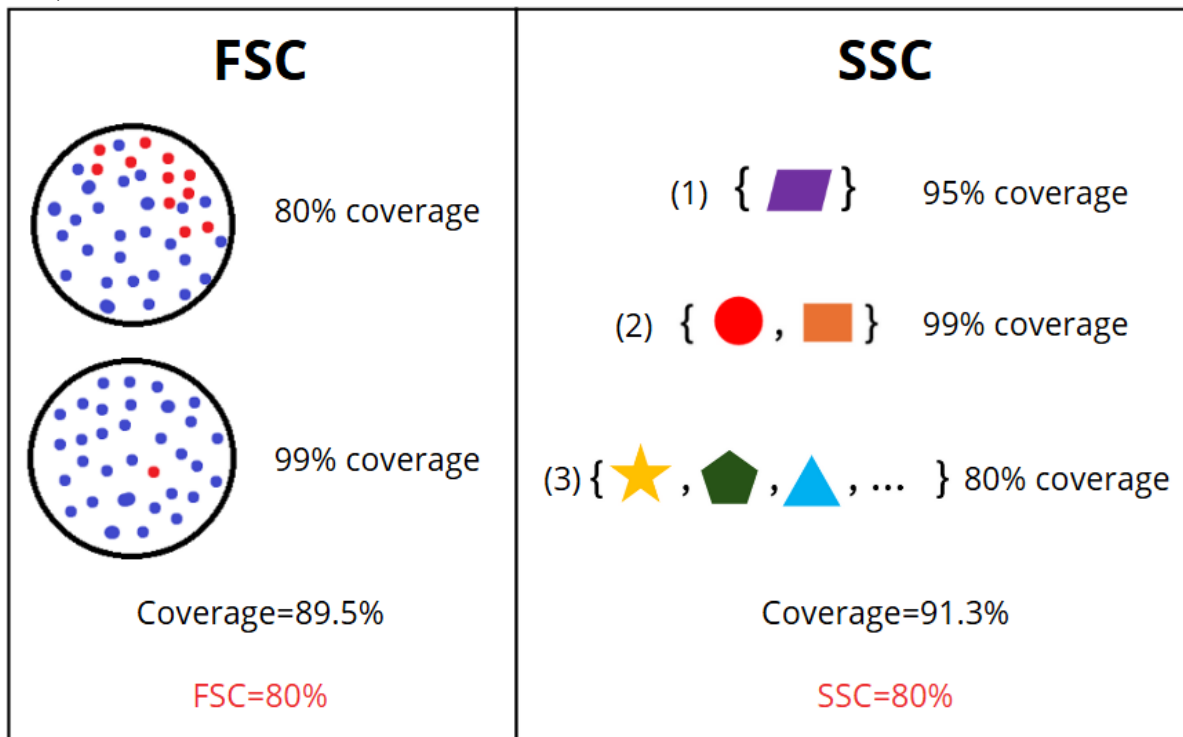 FSC
80% coverage
99% coverage
Coverage=89.5%
FSC=80%
SSC
(1) { } 95% coverage
(2) { , } 99% coverage
(3) { , , , ... } 80% coverage
Coverage=91.3%
SSC=80%